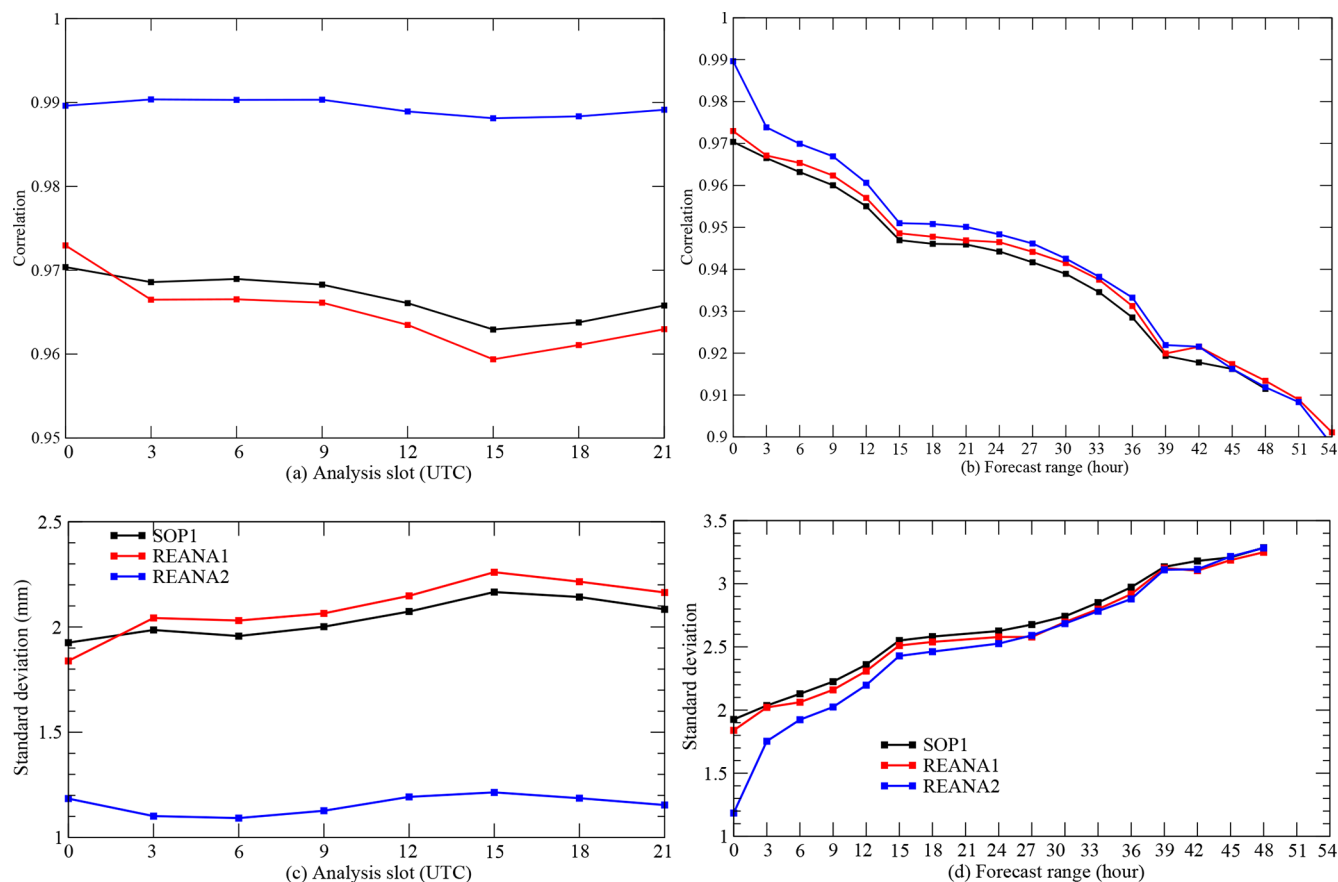 1
0.99
0.98
0.97
0.96
0.95
Correlation
0 3 6 9 12 15 18 21
(a) Analysis slot (UTC)
1
0.99
0.98
0.97
0.96
0.95
0.94
0.93
0.92
0.91
0.9
Correlation
0 3 6 9 12 15 18 21 24 27 30 33 36 39 42 45 48 51 54
(b) Forecast range (hour)
2.5
2
1.5
1
Standard deviation (mm)
SOP1
REANA1
REANA2
0 3 6 9 12 15 18 21
(c) Analysis slot (UTC)
3.5
3
2.5
2
1.5
1
Standard deviation
SOP1
REANA1
REANA2
0 3 6 9 12 15 18 24 27 30 33 36 39 42 45 48 51 54
(d) Forecast range (hour)